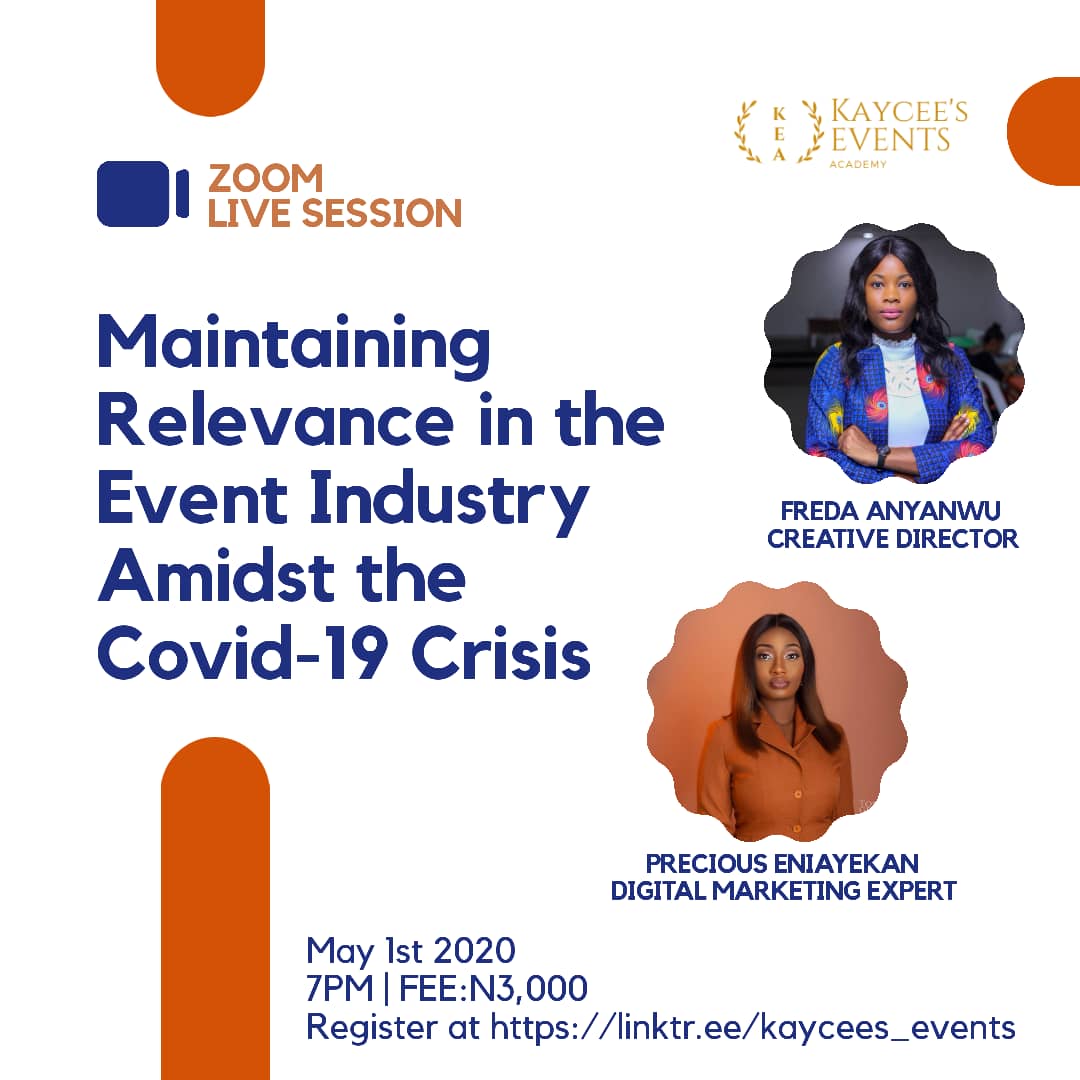 ZOOM
LIVE SESSION
K
E
A
KAYCEE'S
EVENTS
ACADEMY
Maintaining
Relevance in the
Event Industry
Amidst the
Covid-19 Crisis
FREDA ANYANWU
CREATIVE DIRECTOR
PRECIOUS ENIAYEKAN
DIGITAL MARKETING EXPERT
May 1st 2020
7PM | FEE:N3,000
Register at https://linktr.ee/kaycees_events